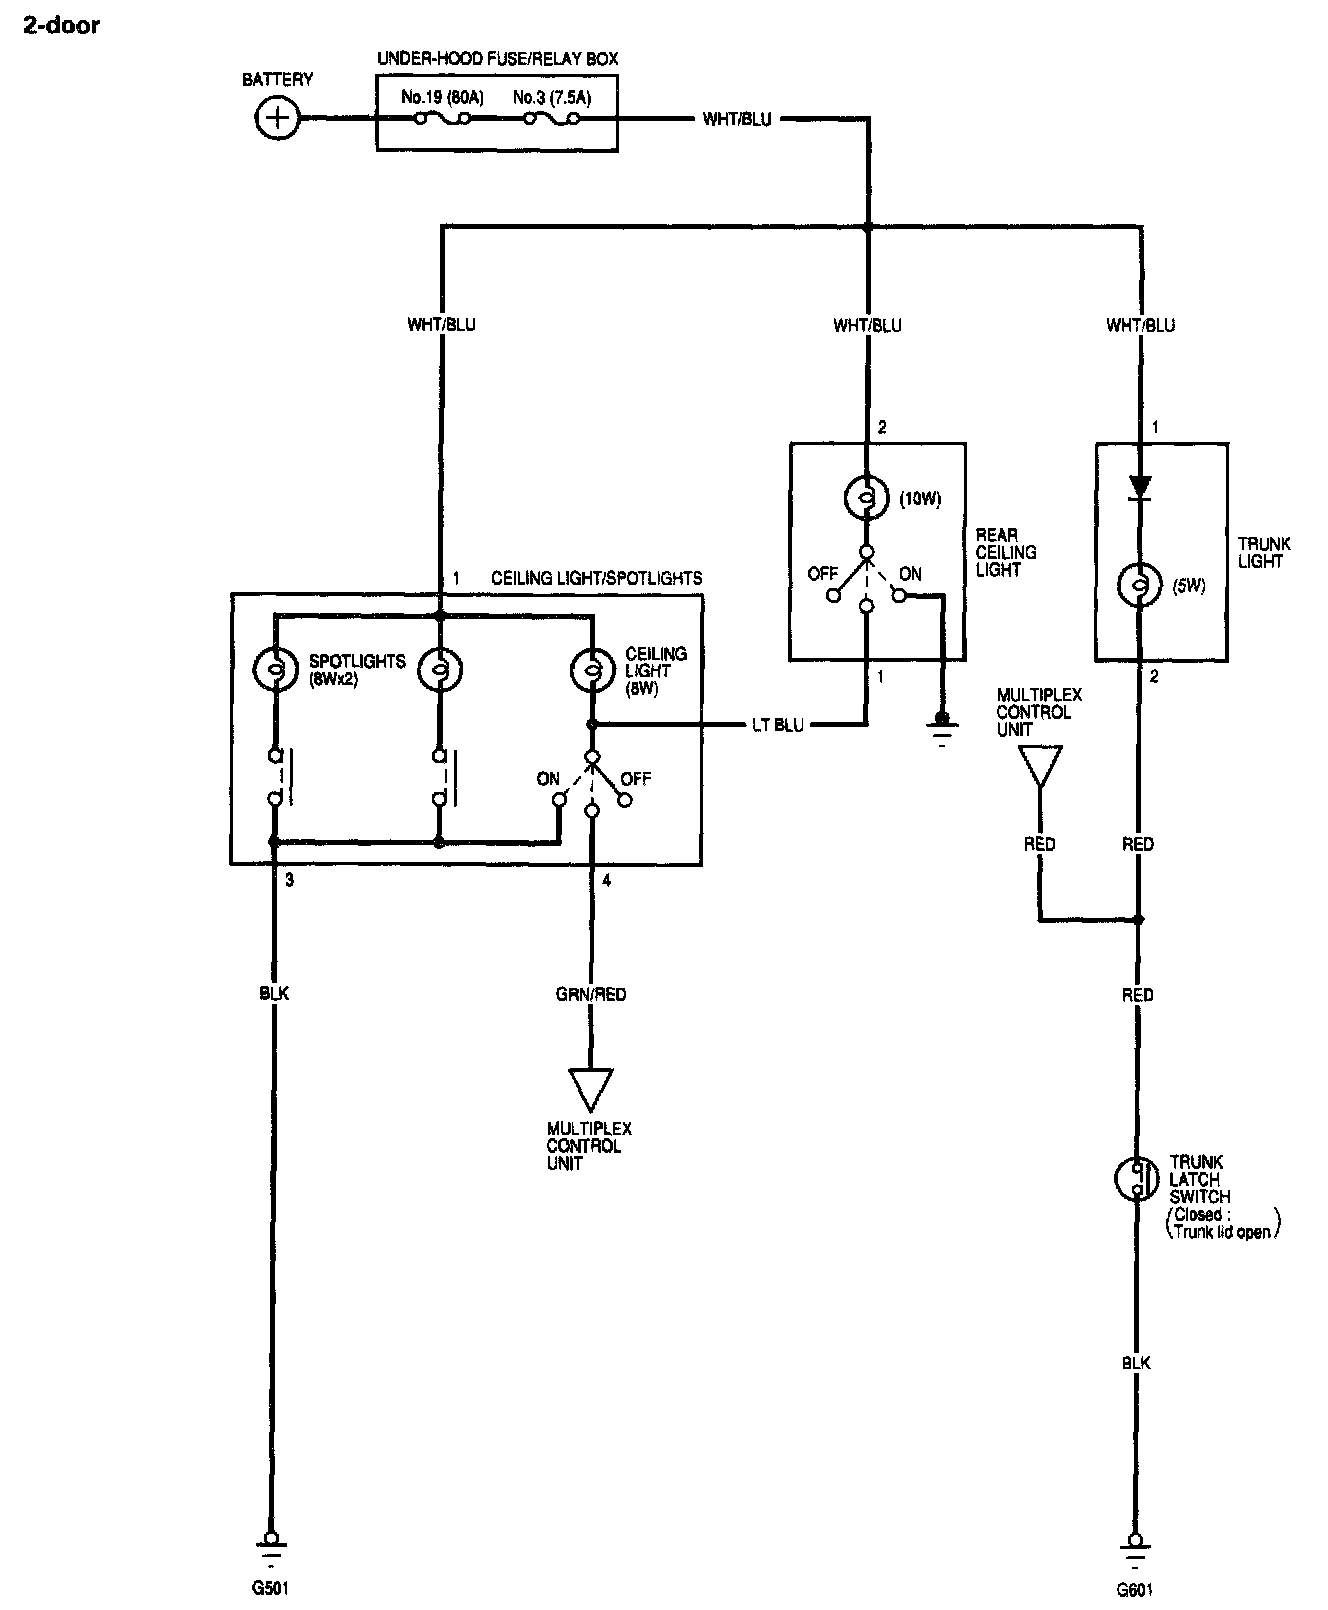 2-door
UNDER-HOOD FUSE/RELAY BOX
BATTERY
No.19 (80A)
No.3 (7.5A)
+
WHT/BLU
WHT/BLU
WHT/BLU
WHT/BLU
2
1
(10W)
REAR
CEILING
LIGHT
OFF
ON
TRUNK
LIGHT
(5W)
1
CEILING LIGHT/SPOTLIGHTS
SPOTLIGHTS
(8Wx2)
CEILING
LIGHT
(8W)
1
2
MULTIPLEX
CONTROL
UNIT
LT BLU
ON
OFF
RED
RED
3
4
BLK
GRN/RED
RED
MULTIPLEX
CONTROL
UNIT
TRUNK
LATCH
SWITCH
(Closed :
Trunk lid open)
BLK
G501
G601